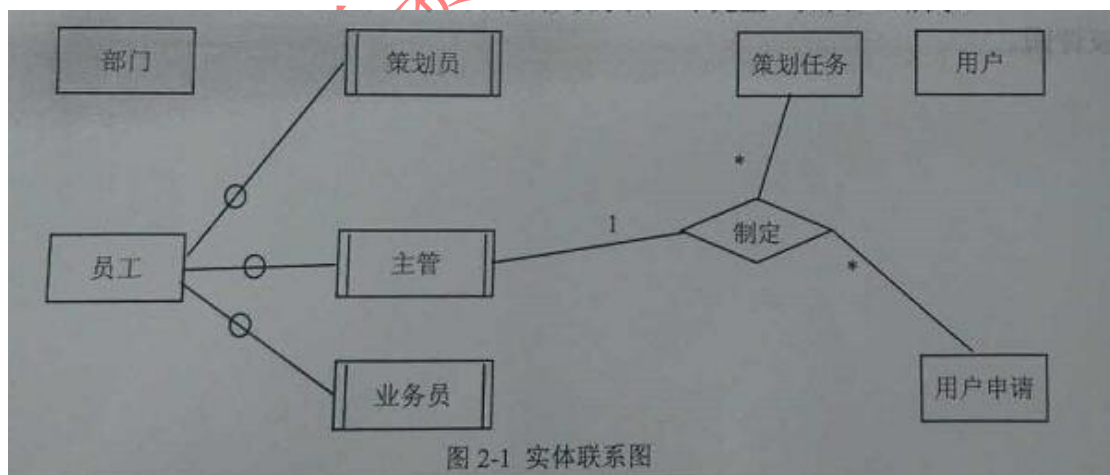 部门
策划员
策划任务
用户
员工
主管
1
制定
*
*
业务员
用户申请
图 2-1 实体联系图